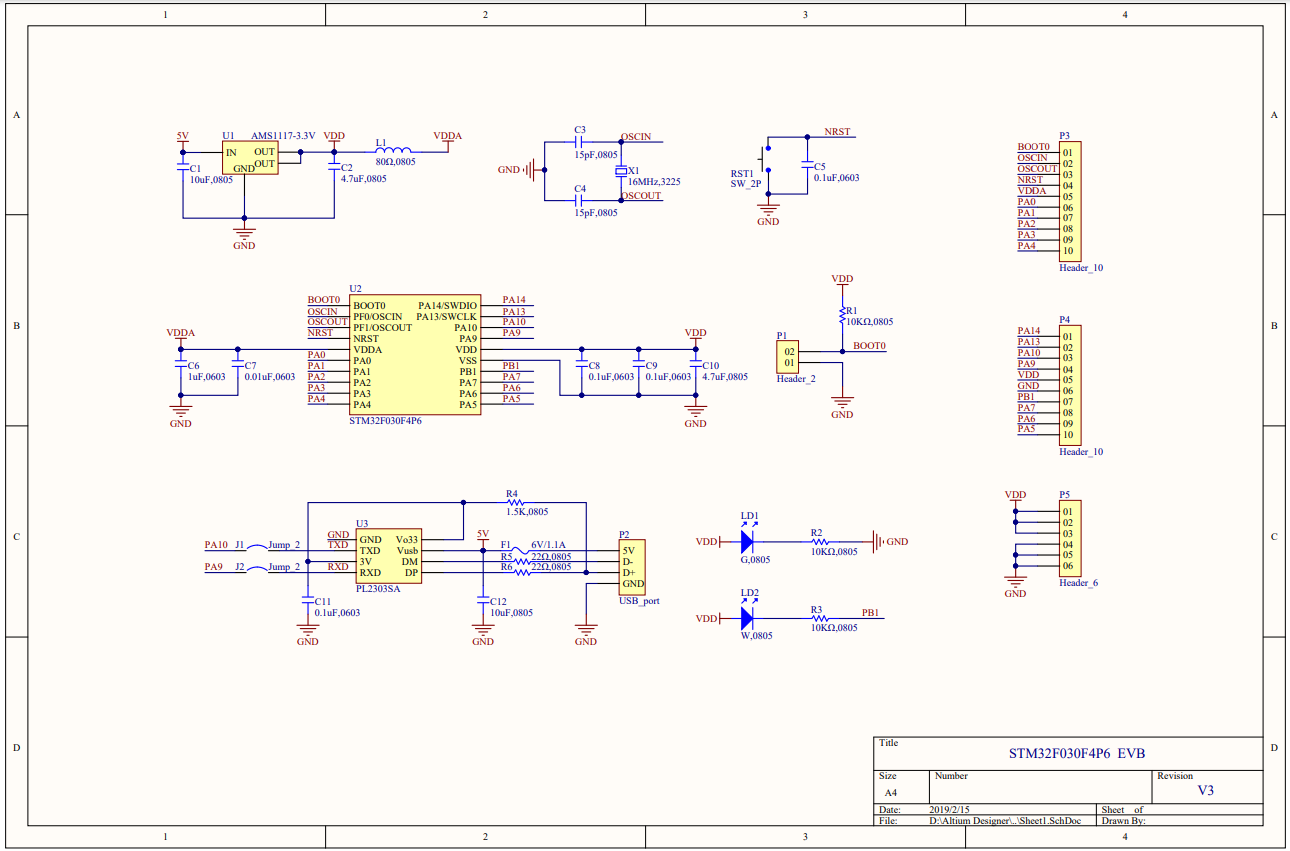 1 2 3 4
A A
B B
C C
D D
1 2 3 4
5V
U1 AMS1117-3.3V
VDD
L1
80Ω,0805
VDDA
IN OUT
OUT
GND
C1
10uF,0805
C2
4.7uF,0805
GND
C3
15pF,0805
OSCIN
GND
X1
16MHz,3225
C4
15pF,0805
OSCOUT
NRST
RST1
SW_2P
C5
0.1uF,0603
GND
P3
BOOT0 01
OSCIN 02
OSCOUT 03
NRST 04
VDDA 05
PA0 06
PA1 07
PA2 08
PA3 09
PA4 10
Header_10
U2
BOOT0 BOOT0 PA14/SWDIO PA14
OSCIN PF0/OSCIN PA13/SWCLK PA13
OSCOUT PF1/OSCOUT PA10 PA10
NRST NRST PA9 PA9
VDDA VDD
PA0 PA0 VSS
PA1 PA1 PB1 PB1
PA2 PA2 PA7 PA7
PA3 PA3 PA6 PA6
PA4 PA4 PA5 PA5
STM32F030F4P6
VDDA
C6
1uF,0603
C7
0.01uF,0603
GND
VDD
C8
0.1uF,0603
C9
0.1uF,0603
C10
4.7uF,0805
GND
VDD
R1
10KΩ,0805
P1
02
01
Header_2
BOOT0
GND
P4
PA14 01
PA13 02
PA10 03
PA9 04
VDD 05
GND 06
PB1 07
PA7 08
PA6 09
PA5 10
Header_10
R4
1.5K,0805
U3
GND GND Vo33
PA10 J1 Jump_2 TXD TXD Vusb
3V DM
PA9 J2 Jump_2 RXD RXD DP
PL2303SA
C11
0.1uF,0603
GND
5V
F1 6V/1.1A
R5 22Ω,0805
R6 22Ω,0805
C12
10uF,0805
GND
P2
5V
D-
D+
GND
USB_port
GND
LD1
VDD
G,0805
R2
10KΩ,0805
GND
LD2
VDD
W,0805
R3
10KΩ,0805
PB1
VDD
P5
01
02
03
04
05
06
Header_6
GND
Title
STM32F030F4P6 EVB
Size
A4
Number
Revision
V3
Date: 2019/2/15 Sheet of
File: D:\Altium Designer\..\Sheet1.SchDoc Drawn By: